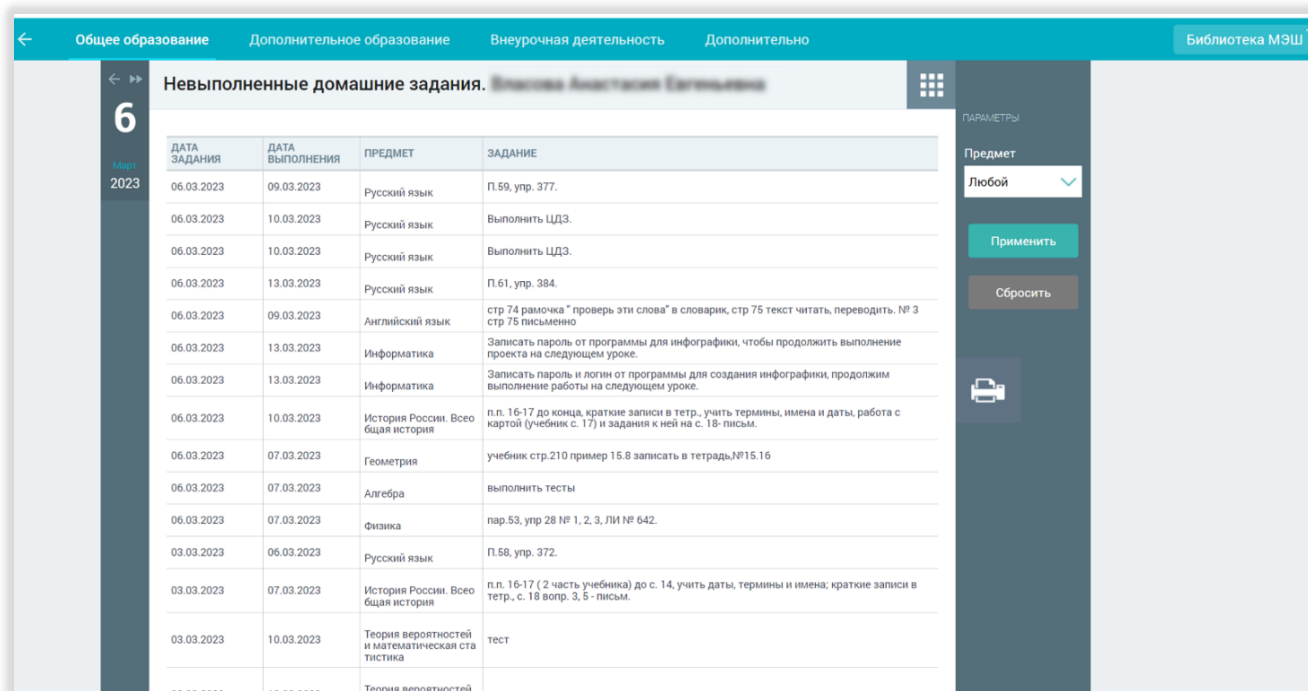 Общее образование Дополнительное образование Внеурочная деятельность Дополнительно Библиотека МЭШ
Невыполненные домашние задания.
6
Март
2023
ПАРАМЕТРЫ
Предмет
Любой
Применить
Сбросить
ДАТА ЗАДАНИЯ ДАТА ВЫПОЛНЕНИЯ ПРЕДМЕТ ЗАДАНИЕ
06.03.2023 09.03.2023 Русский язык П.59, упр. 377.
06.03.2023 10.03.2023 Русский язык Выполнить ЦДЗ.
06.03.2023 10.03.2023 Русский язык Выполнить ЦДЗ.
06.03.2023 13.03.2023 Русский язык П.61, упр. 384.
06.03.2023 09.03.2023 Английский язык стр 74 рамочка " проверь эти слова" в словарик, стр 75 текст читать, переводить. № 3
стр 75 письменно
06.03.2023 13.03.2023 Информатика Записать пароль от программы для инфографики, чтобы продолжить выполнение
проекта на следующем уроке.
06.03.2023 13.03.2023 Информатика Записать пароль и логин от программы для создания инфографики, продолжим
выполнение работы на следующем уроке.
06.03.2023 10.03.2023 История России. Всео п.п. 16-17 до конца, краткие записи в тетр., учить термины, имена и даты, работа с
бщая история картой (учебник с. 17) и задания к ней на с. 18- письм.
06.03.2023 07.03.2023 Геометрия учебник стр.210 пример 15.8 записать в тетрадь,№15.16
06.03.2023 07.03.2023 Алгебра выполнить тесты
06.03.2023 07.03.2023 Физика пар.53, упр 28 № 1, 2, 3, ЛИ № 642.
03.03.2023 06.03.2023 Русский язык П.58, упр. 372.
03.03.2023 07.03.2023 История России. Всео п.п. 16-17 ( 2 часть учебника) до с. 14, учить даты, термины и имена; краткие записи в
бщая история тетр., с. 18 вопр. 3, 5 - письм.
03.03.2023 10.03.2023 Теория вероятностей тест
и математическая ста
тистика
Теория вероятностей